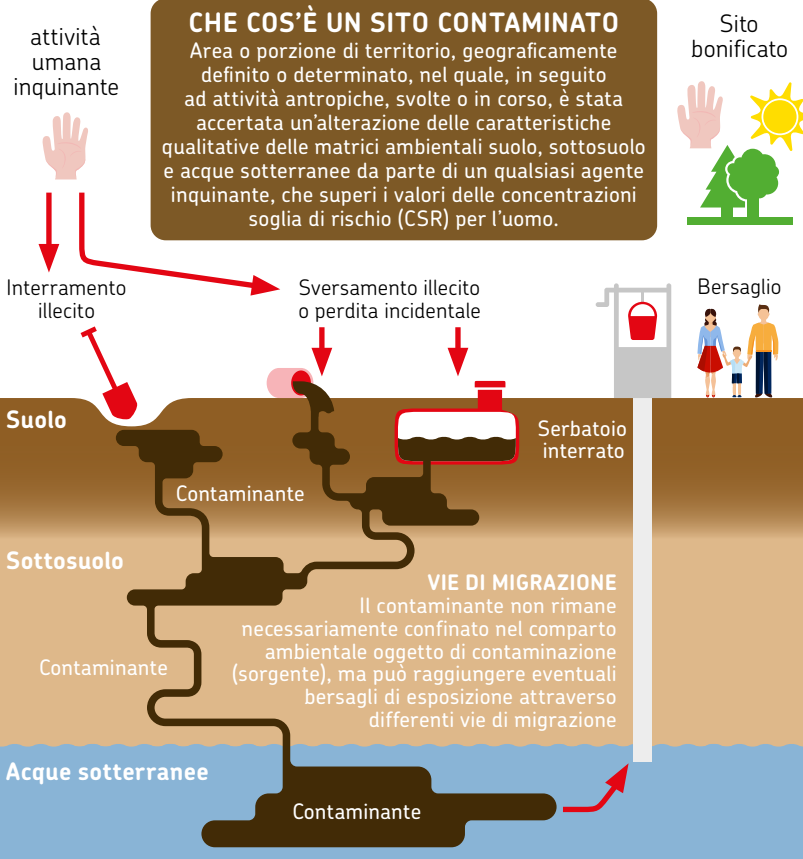 attività
umana
inquinante
CHE COS'È UN SITO CONTAMINATO
Area o porzione di territorio, geograficamente
definito o determinato, nel quale, in seguito
ad attività antropiche, svolte o in corso, è stata
accertata un'alterazione delle caratteristiche
qualitative delle matrici ambientali suolo, sottosuolo
e acque sotterranee da parte di un qualsiasi agente
inquinante, che superi i valori delle concentrazioni
soglia di rischio (CSR) per l'uomo.
Sito
bonificato
Interramento
illecito
Sversamento illecito
o perdita incidentale
Bersaglio
Suolo
Serbatoio
interrato
Contaminante
Sottosuolo
VIE DI MIGRAZIONE
Il contaminante non rimane
necessariamente confinato nel comparto
ambientale oggetto di contaminazione
(sorgente), ma può raggiungere eventuali
bersagli di esposizione attraverso
differenti vie di migrazione
Contaminante
Acque sotterranee
Contaminante